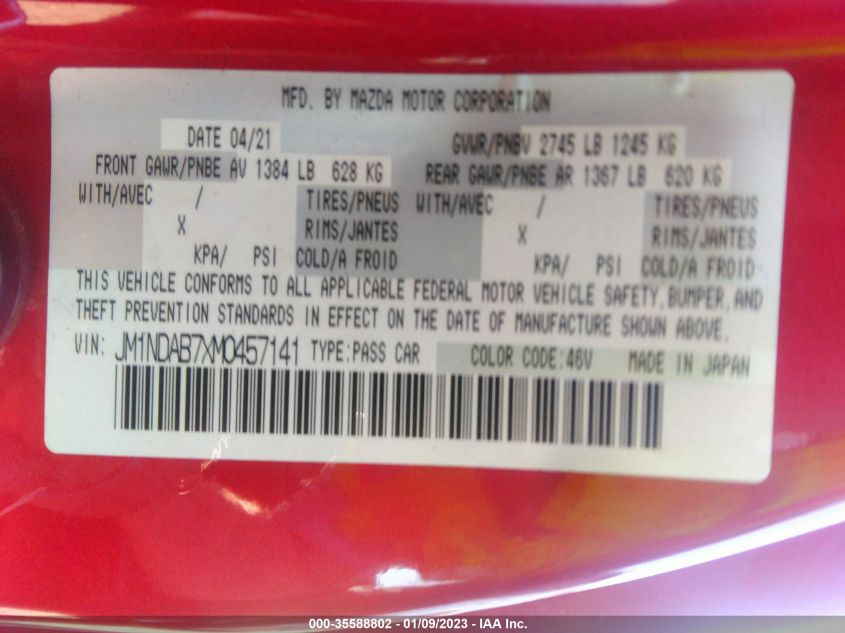 MFD. BY MAZDA MOTOR CORPORATION
DATE 04/21 GVWR/PNBV 2745 LB 1245 KG
FRONT GAWR/PNBE AV 1384 LB 628 KG REAR GAWR/PNBE AR 1367 LB 620 KG
WITH/AVEC / TIRES/PNEUS WITH/AVEC / TIRES/PNEUS
X RIMS/JANTES X RIMS/JANTES
KPA/ PSI COLD/A FROID KPA/ PSI COLD/A FROID
THIS VEHICLE CONFORMS TO ALL APPLICABLE FEDERAL MOTOR VEHICLE SAFETY, BUMPER, AND
THEFT PREVENTION STANDARDS IN EFFECT ON THE DATE OF MANUFACTURE SHOWN ABOVE.
VIN: JM1NDAB7XM0457141 TYPE:PASS CAR COLOR CODE:46V MADE IN JAPAN
000-35588802 - 01/09/2023 - IAA Inc.